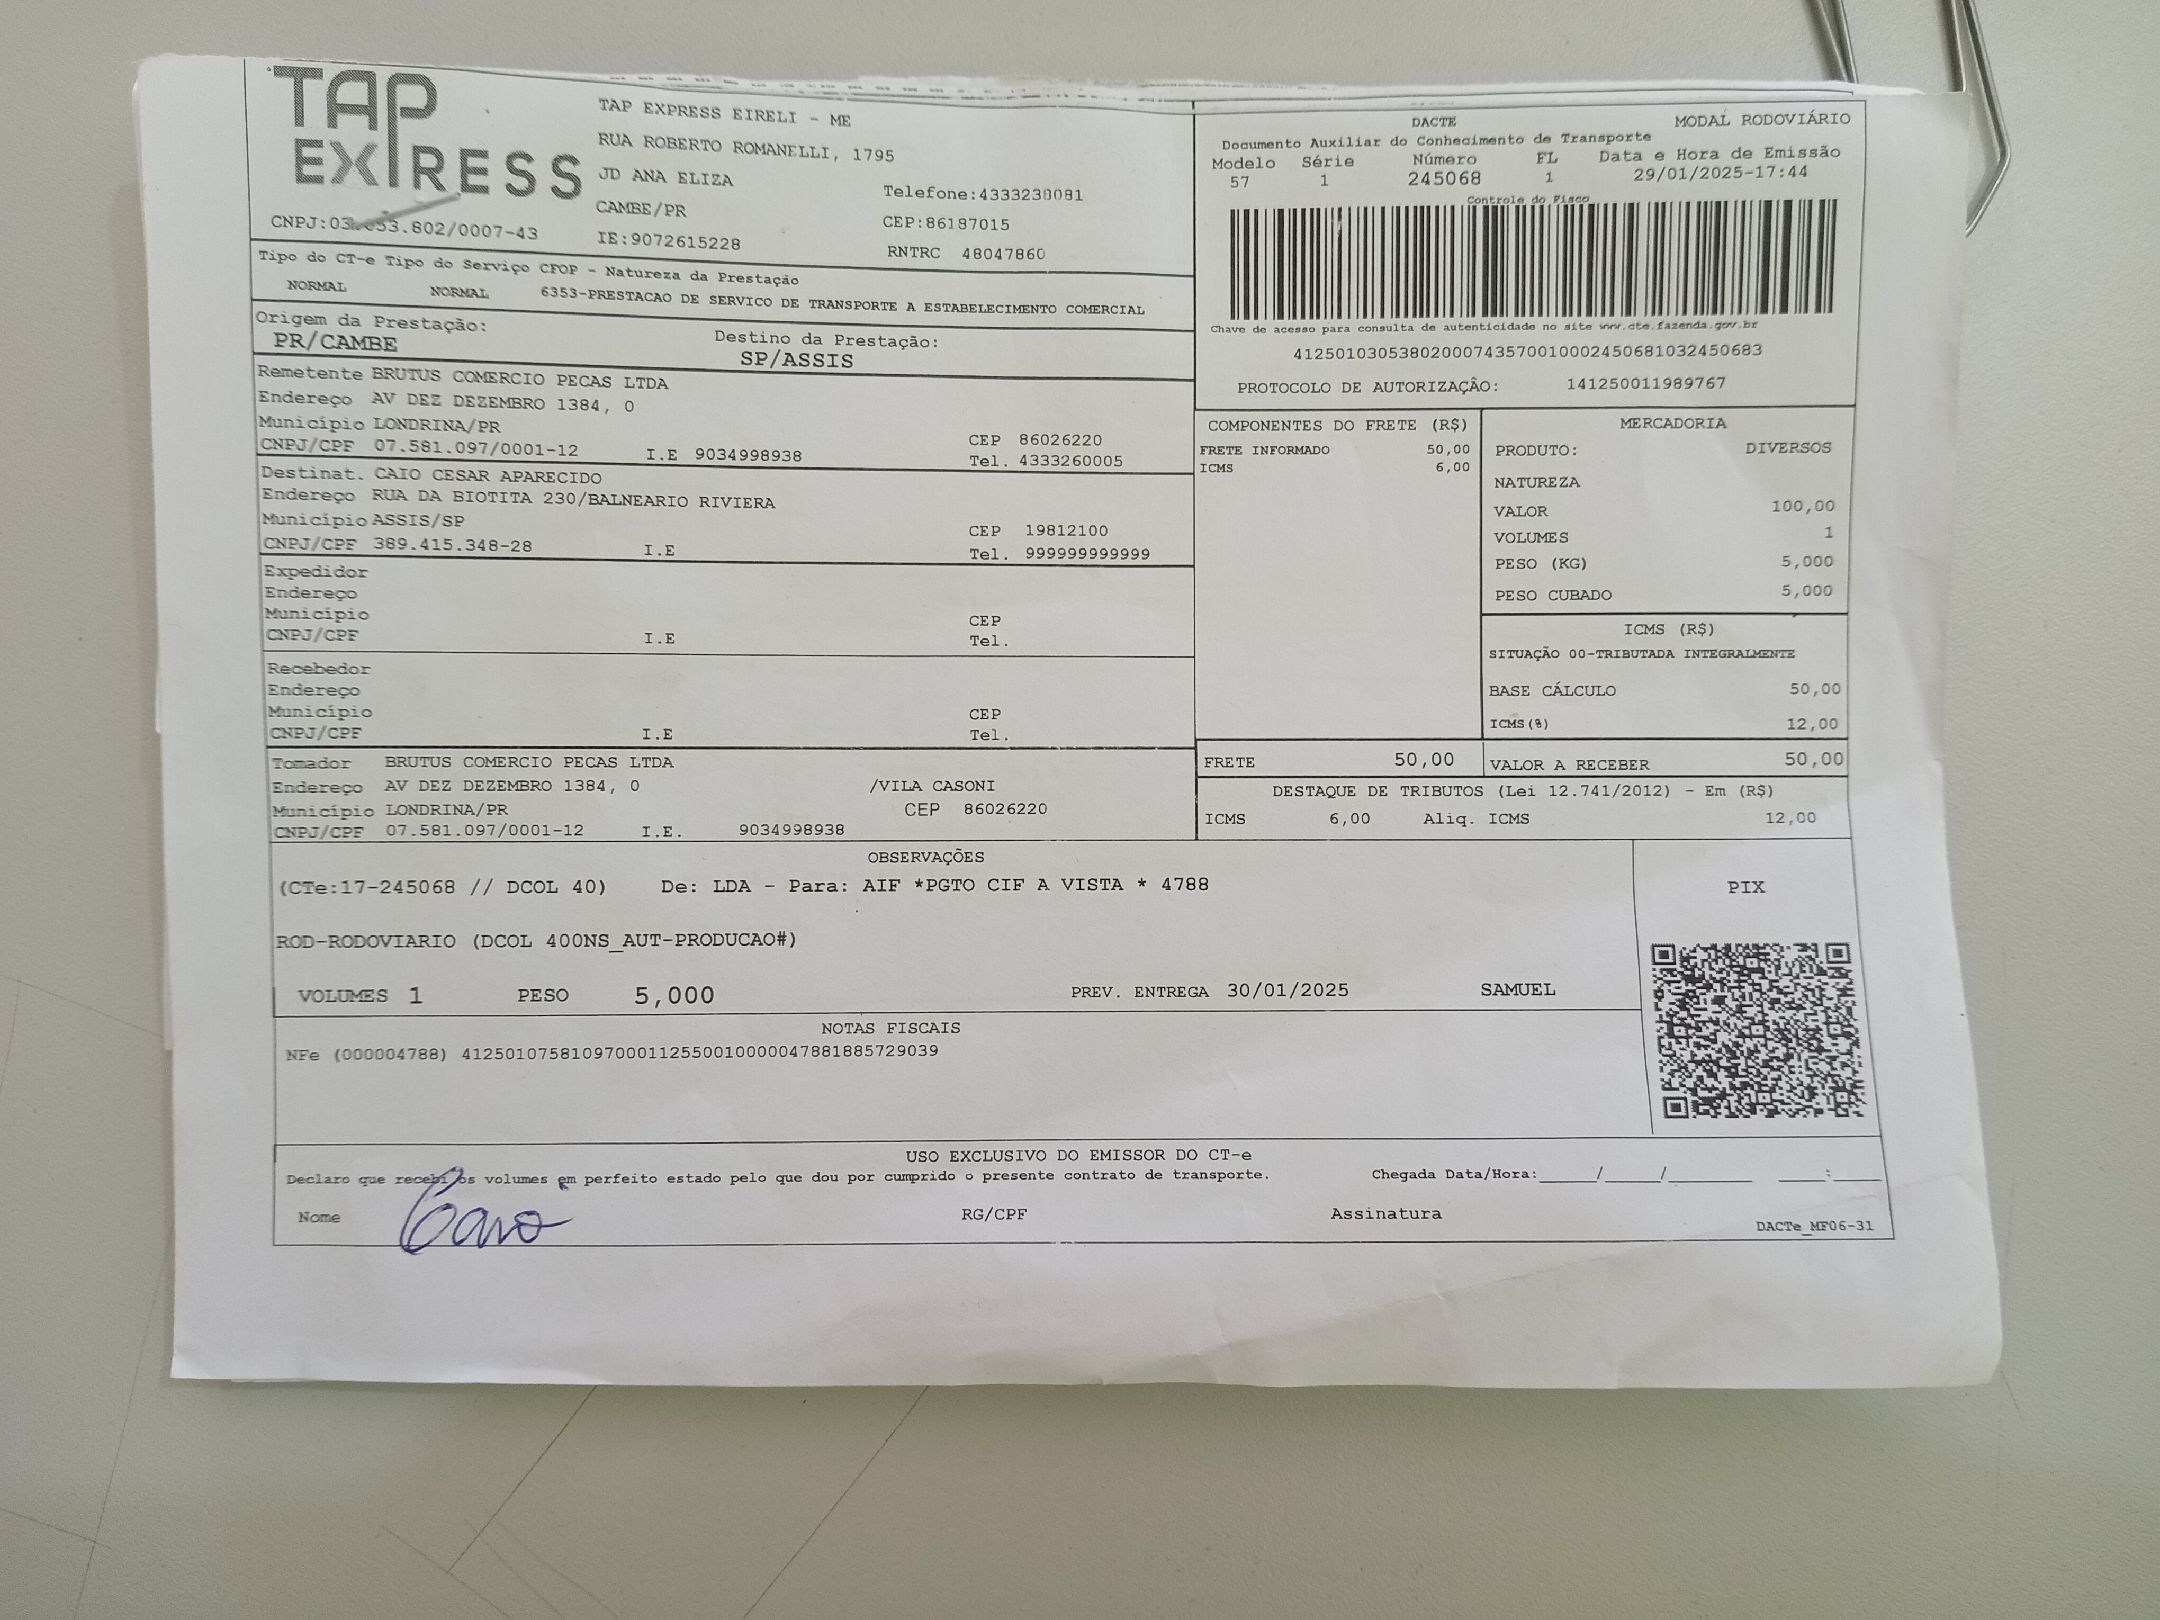 TAP
EXPRESS
TAP EXPRESS EIRELI - ME
RUA ROBERTO ROMANELLI, 1795
JD ANA ELIZA
Telefone:4333230081
CAMBE/PR
CEP:86187015
CNPJ: .802/0007-43
IE:9072615228
RNTRC 48047860
DACTE
MODAL RODOVIÁRIO
Documento Auxiliar do Conhecimento de Transporte
Modelo Série Número FL Data e Hora de Emissão
57 1 245068 1 29/01/2025-17:44
Controle do Fisco
Chave de acesso para consulta de autenticidade no site www.cte.fazenda.gov.br
41250103053802000743570010002450681032450683
PROTOCOLO DE AUTORIZAÇÃO: 141250011989767
Tipo do CT-e Tipo do Serviço CFOP - Natureza da Prestação
NORMAL NORMAL 6353-PRESTACAO DE SERVICO DE TRANSPORTE A ESTABELECIMENTO COMERCIAL
Origem da Prestação: Destino da Prestação:
PR/CAMBE SP/ASSIS
Remetente BRUTUS COMERCIO PECAS LTDA
Endereço AV DEZ DEZEMBRO 1384, 0
Município LONDRINA/PR CEP 86026220
CNPJ/CPF 07.581.097/0001-12 I.E 9034998938 Tel. 4333260005
Destinat. CAIO CESAR APARECIDO
Endereço RUA DA BIOTITA 230/BALNEARIO RIVIERA
Município ASSIS/SP CEP 19812100
CNPJ/CPF 389.415.348-28 I.E Tel. 999999999999
Expedidor
Endereço
Município CEP
CNPJ/CPF I.E Tel.
Recebedor
Endereço
Município CEP
CNPJ/CPF I.E Tel.
Tomador BRUTUS COMERCIO PECAS LTDA
Endereço AV DEZ DEZEMBRO 1384, 0 /VILA CASONI
Município LONDRINA/PR CEP 86026220
CNPJ/CPF 07.581.097/0001-12 I.E. 9034998938
COMPONENTES DO FRETE (R$)
FRETE INFORMADO 50,00
ICMS 6,00
MERCADORIA
PRODUTO: DIVERSOS
NATUREZA
VALOR 100,00
VOLUMES 1
PESO (KG) 5,000
PESO CUBADO 5,000
ICMS (R$)
SITUAÇÃO 00-TRIBUTADA INTEGRALMENTE
BASE CÁLCULO 50,00
ICMS(%) 12,00
FRETE 50,00 VALOR A RECEBER 50,00
DESTAQUE DE TRIBUTOS (Lei 12.741/2012) - Em (R$)
ICMS 6,00 Aliq. ICMS 12,00
OBSERVAÇÕES
(CTe:17-245068 // DCOL 40) De: LDA - Para: AIF *PGTO CIF A VISTA * 4788
ROD-RODOVIARIO (DCOL 400NS_AUT-PRODUCAO#)
VOLUMES 1 PESO 5,000 PREV. ENTREGA 30/01/2025 SAMUEL
PIX
NOTAS FISCAIS
NFe (000004788) 41250107581097000112550010000047881885729039
USO EXCLUSIVO DO EMISSOR DO CT-e
Declaro que recebi os volumes em perfeito estado pelo que dou por cumprido o presente contrato de transporte. Chegada Data/Hora:_____/_____/________ ____:____
Nome RG/CPF Assinatura
DACTe_MF06-31